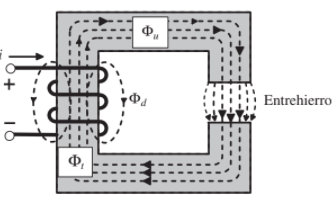 Φu
i
+
Φd
Entrehierro
−
Φt